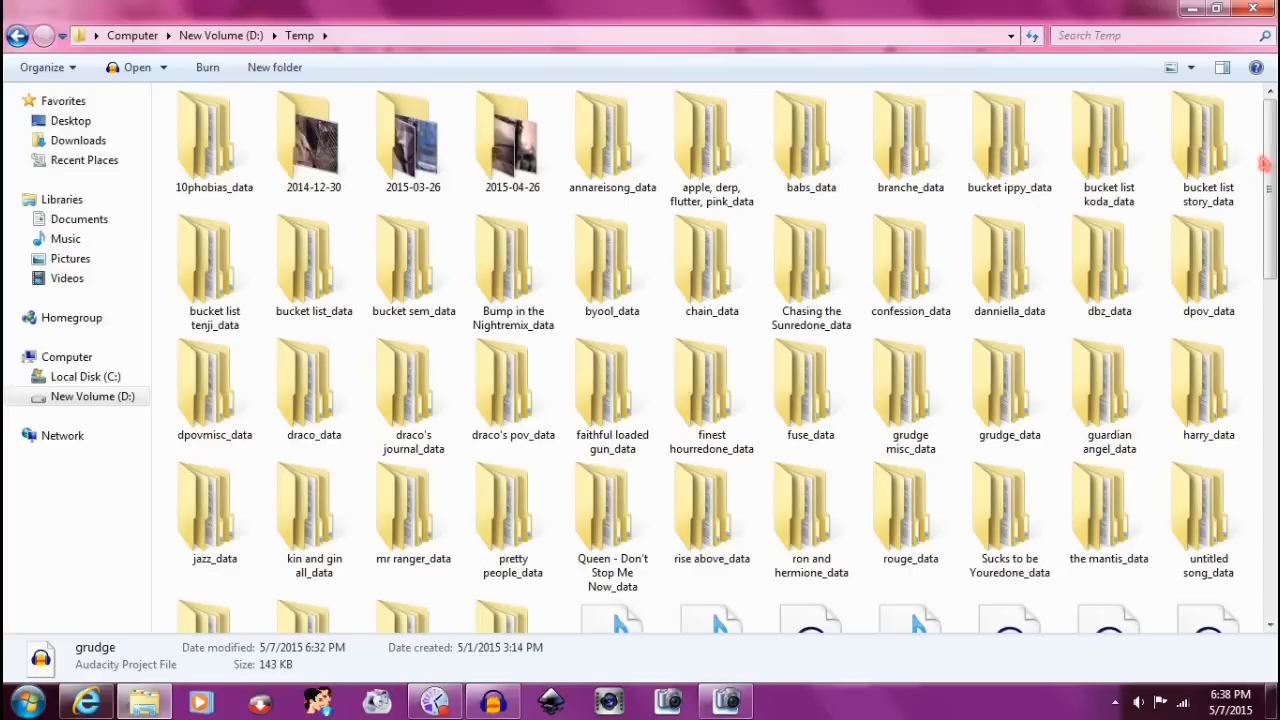 Computer
New Volume (D:)
Temp
Search Temp
Organize
Open
Burn
New folder
Favorites
Desktop
Downloads
Recent Places
Libraries
Documents
Music
Pictures
Videos
Homegroup
Computer
Local Disk (C:)
New Volume (D:)
Network
10phobias_data
2014-12-30
2015-03-26
2015-04-26
annareisong_data
apple, derp,
flutter, pink_data
babs_data
branche_data
bucket ippy_data
bucket list
koda_data
bucket list
story_data
bucket list
tenji_data
bucket list_data
bucket sem_data
Bump in the
Nightremix_data
byool_data
chain_data
Chasing the
Sunredone_data
confession_data
danniella_data
dbz_data
dpov_data
dpovmisc_data
draco_data
draco's
journal_data
draco's pov_data
faithful loaded
gun_data
finest
hourredone_data
fuse_data
grudge
misc_data
grudge_data
guardian
angel_data
harry_data
jazz_data
kin and gin
all_data
mr ranger_data
pretty
people_data
Queen - Don't
Stop Me
Now_data
rise above_data
ron and
hermione_data
rouge_data
Sucks to be
Youredone_data
the mantis_data
untitled
song_data
grudge
Audacity Project File
Date modified: 5/7/2015 6:32 PM
Size: 143 KB
Date created: 5/1/2015 3:14 PM
6:38 PM
5/7/2015